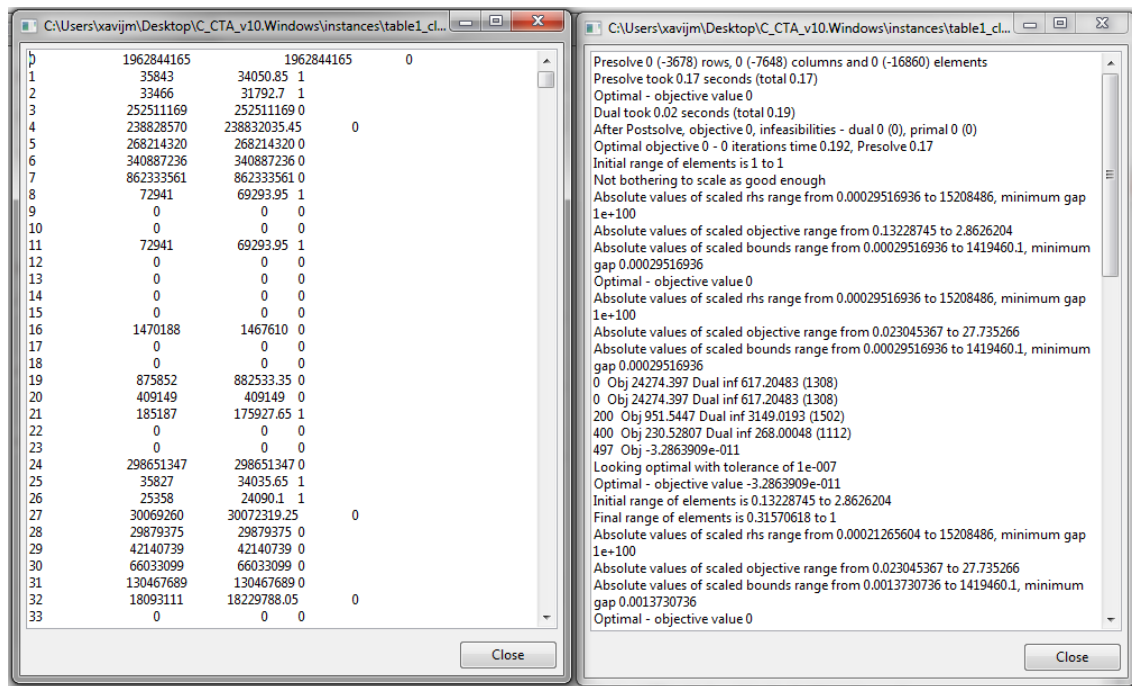 C:\Users\xavijm\Desktop\C_CTA_v10.Windows\instances\table1_cl...
0 1962844165 1962844165 0
1 35843 34050.85 1
2 33466 31792.7 1
3 252511169 252511169 0
4 238828570 238832035.45 0
5 268214320 268214320 0
6 340887236 340887236 0
7 862333561 862333561 0
8 72941 69293.95 1
9 0 0 0
10 0 0 0
11 72941 69293.95 1
12 0 0 0
13 0 0 0
14 0 0 0
15 0 0 0
16 1470188 1467610 0
17 0 0 0
18 0 0 0
19 875852 882533.35 0
20 409149 409149 0
21 185187 175927.65 1
22 0 0 0
23 0 0 0
24 298651347 298651347 0
25 35827 34035.65 1
26 25358 24090.1 1
27 30069260 30072319.25 0
28 29879375 29879375 0
29 42140739 42140739 0
30 66033099 66033099 0
31 130467689 130467689 0
32 18093111 18229788.05 0
33 0 0 0
Close
C:\Users\xavijm\Desktop\C_CTA_v10.Windows\instances\table1_cl...
Presolve 0 (-3678) rows, 0 (-7648) columns and 0 (-16860) elements
Presolve took 0.17 seconds (total 0.17)
Optimal - objective value 0
Dual took 0.02 seconds (total 0.19)
After Postsolve, objective 0, infeasibilities - dual 0 (0), primal 0 (0)
Optimal objective 0 - 0 iterations time 0.192, Presolve 0.17
Initial range of elements is 1 to 1
Not bothering to scale as good enough
Absolute values of scaled rhs range from 0.00029516936 to 15208486, minimum gap
1e+100
Absolute values of scaled objective range from 0.13228745 to 2.8626204
Absolute values of scaled bounds range from 0.00029516936 to 1419460.1, minimum
gap 0.00029516936
Optimal - objective value 0
Absolute values of scaled rhs range from 0.00029516936 to 15208486, minimum gap
1e+100
Absolute values of scaled objective range from 0.023045367 to 27.735266
Absolute values of scaled bounds range from 0.00029516936 to 1419460.1, minimum
gap 0.00029516936
0 Obj 24274.397 Dual inf 617.20483 (1308)
0 Obj 24274.397 Dual inf 617.20483 (1308)
200 Obj 951.5447 Dual inf 3149.0193 (1502)
400 Obj 230.52807 Dual inf 268.00048 (1112)
497 Obj -3.2863909e-011
Looking optimal with tolerance of 1e-007
Optimal - objective value -3.2863909e-011
Initial range of elements is 0.13228745 to 2.8626204
Final range of elements is 0.31570618 to 1
Absolute values of scaled rhs range from 0.00021265604 to 15208486, minimum gap
1e+100
Absolute values of scaled objective range from 0.023045367 to 27.735266
Absolute values of scaled bounds range from 0.0013730736 to 1419460.1, minimum
gap 0.0013730736
Optimal - objective value 0
Close